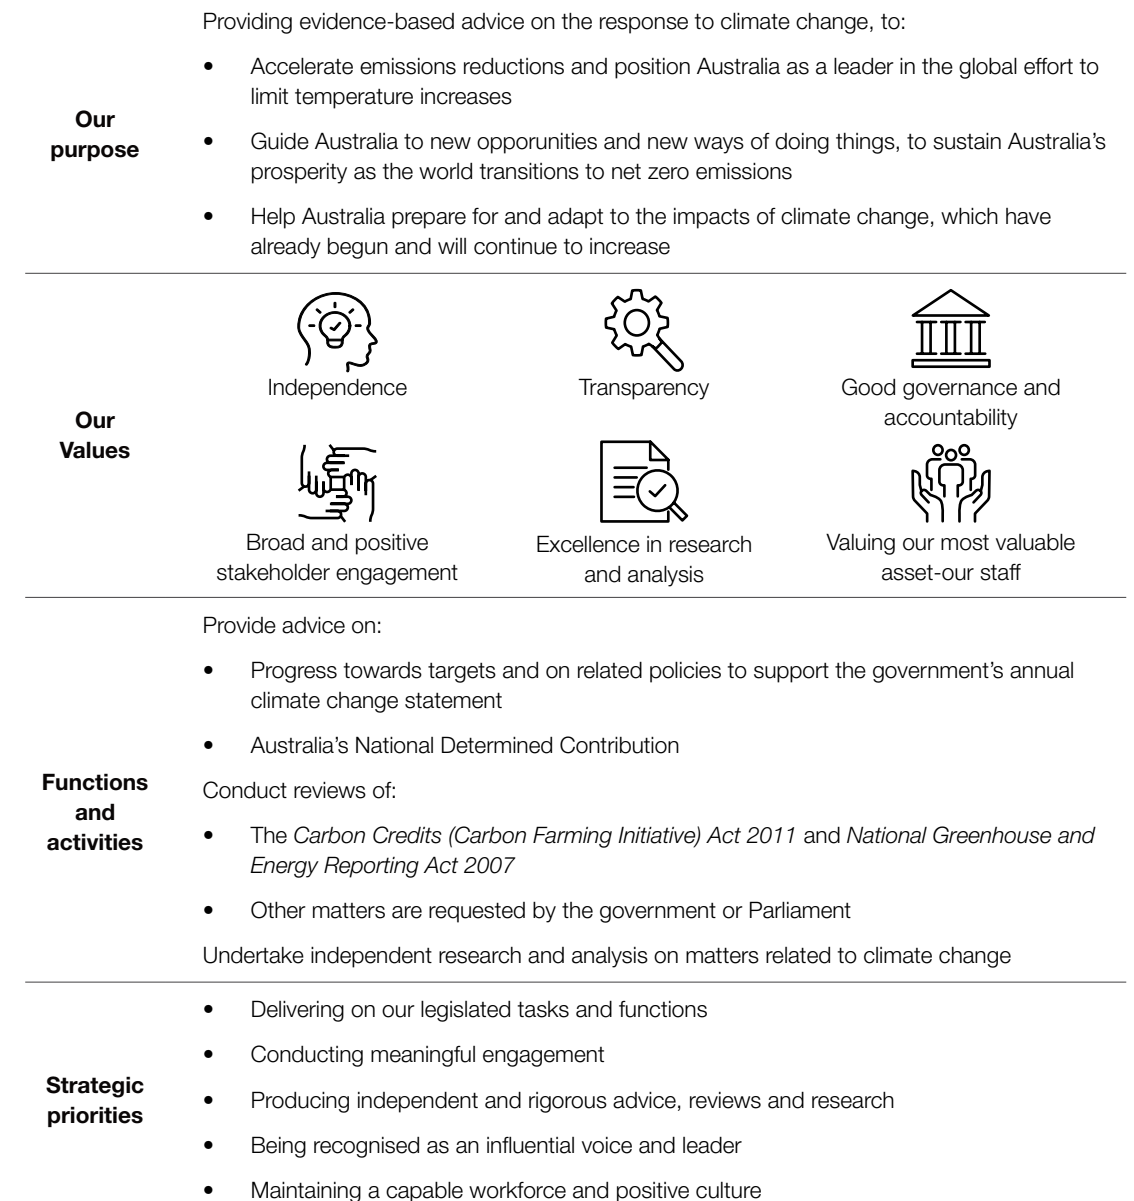 Providing evidence-based advice on the response to climate change, to:
• Accelerate emissions reductions and position Australia as a leader in the global effort to
limit temperature increases
Our
purpose
• Guide Australia to new opporunities and new ways of doing things, to sustain Australia's
prosperity as the world transitions to net zero emissions
• Help Australia prepare for and adapt to the impacts of climate change, which have
already begun and will continue to increase
Our
Values
Independence
Transparency
Good governance and
accountability
Broad and positive
stakeholder engagement
Excellence in research
and analysis
Valuing our most valuable
asset-our staff
Functions
and
activities
Provide advice on:
• Progress towards targets and on related policies to support the government's annual
climate change statement
• Australia's National Determined Contribution
Conduct reviews of:
• The Carbon Credits (Carbon Farming Initiative) Act 2011 and National Greenhouse and
Energy Reporting Act 2007
• Other matters are requested by the government or Parliament
Undertake independent research and analysis on matters related to climate change
Strategic
priorities
• Delivering on our legislated tasks and functions
• Conducting meaningful engagement
• Producing independent and rigorous advice, reviews and research
• Being recognised as an influential voice and leader
• Maintaining a capable workforce and positive culture